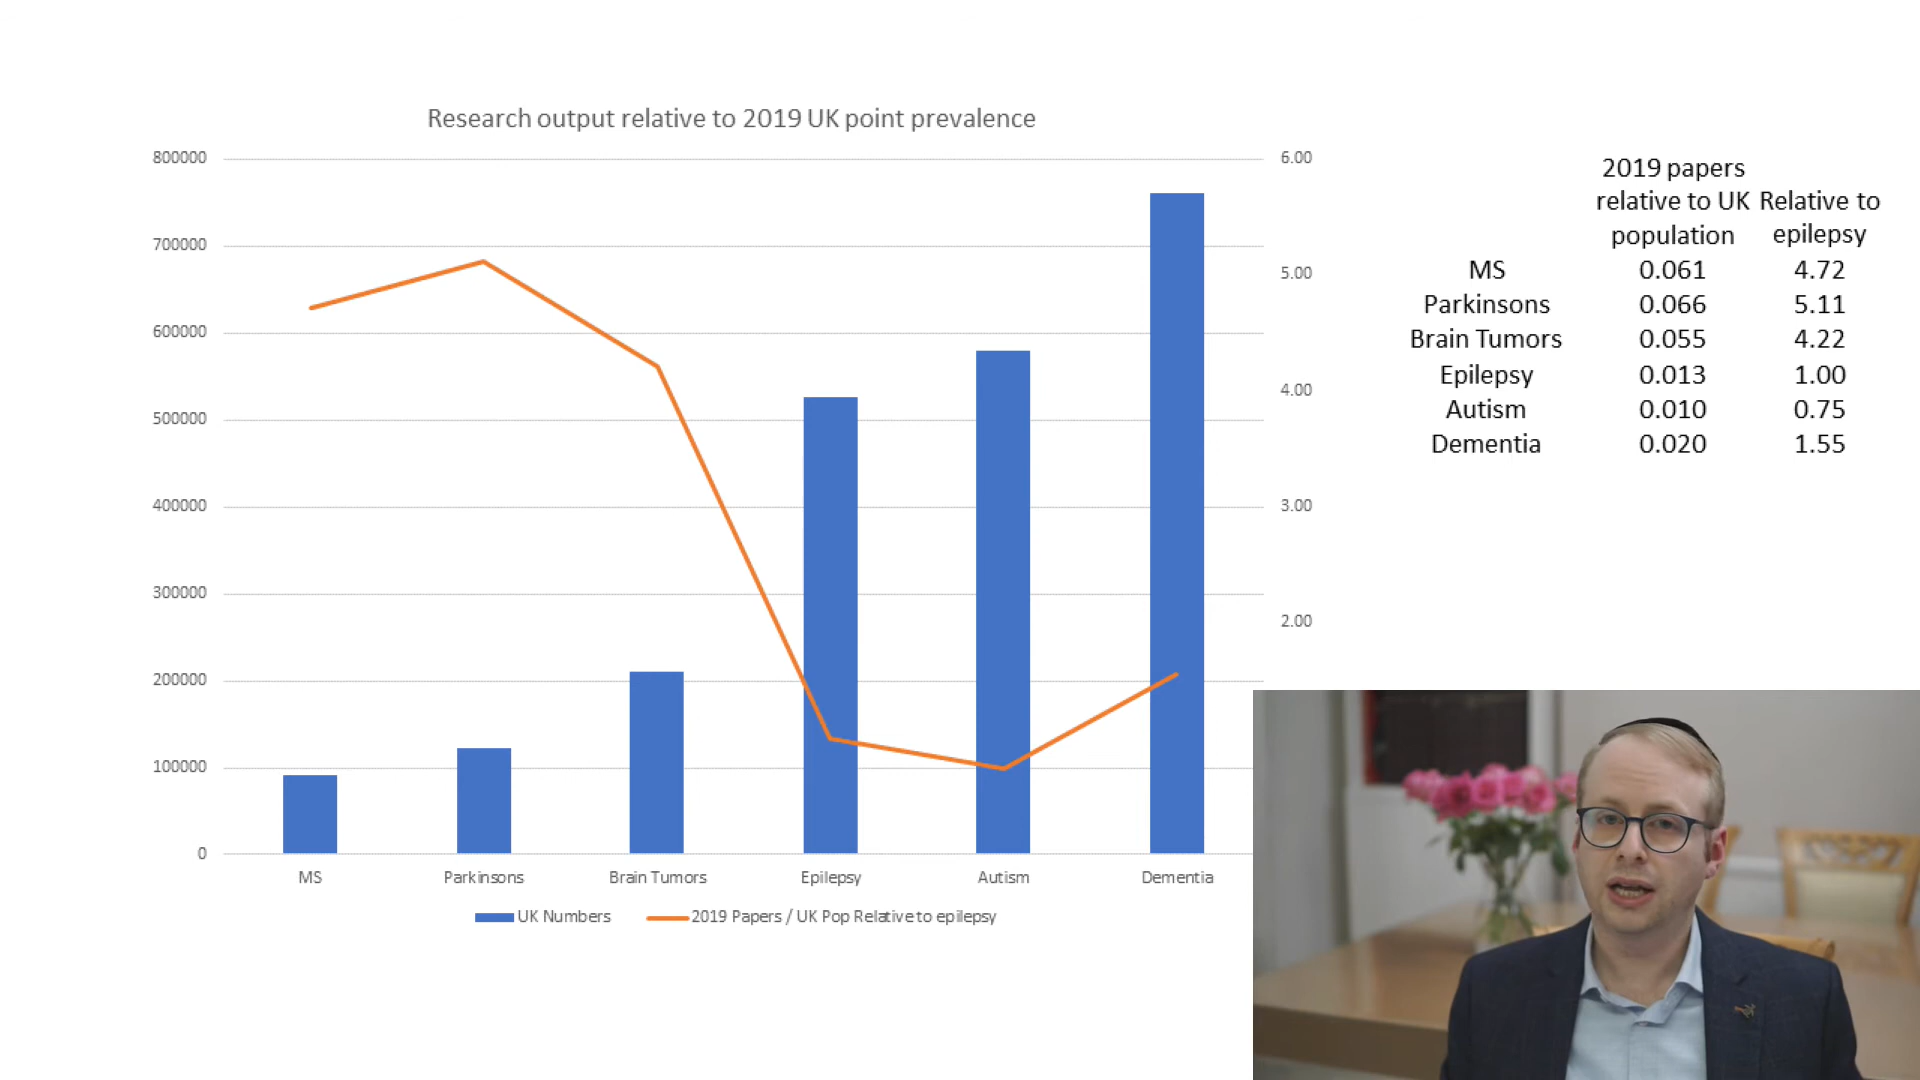 Research output relative to 2019 UK point prevalence
800000
700000
600000
500000
400000
300000
200000
100000
0
6.00
5.00
4.00
3.00
2.00
MS
Parkinsons
Brain Tumors
Epilepsy
Autism
Dementia
UK Numbers
2019 Papers / UK Pop Relative to epilepsy
2019 papers
relative to UK Relative to
population epilepsy
MS 0.061 4.72
Parkinsons 0.066 5.11
Brain Tumors 0.055 4.22
Epilepsy 0.013 1.00
Autism 0.010 0.75
Dementia 0.020 1.55